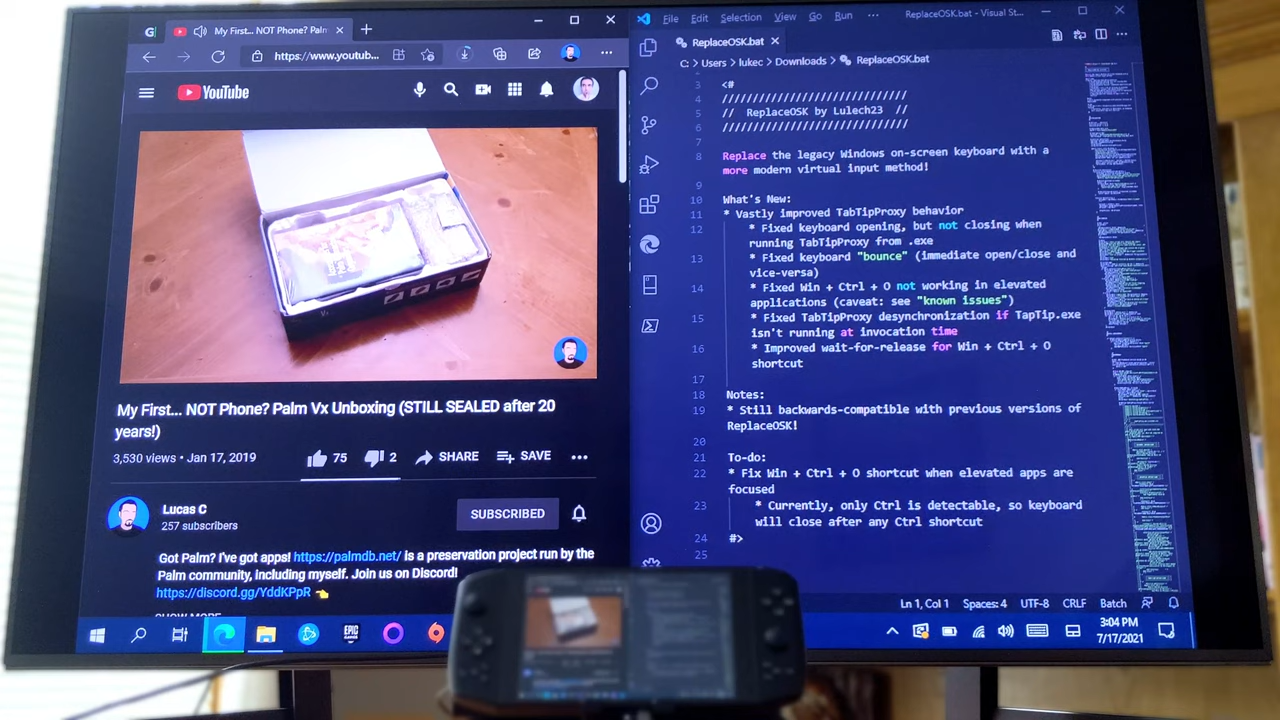 My First... NOT Phone? Palm
https://www.youtub...
YouTube
My First... NOT Phone? Palm Vx Unboxing (STILL SEALED after 20
years!)
3,530 views • Jan 17, 2019
75
2
SHARE
SAVE
Lucas C
257 subscribers
SUBSCRIBED
Got Palm? I've got apps! https://palmdb.net/ is a preservation project run by the
Palm community, including myself. Join us on Discord!
https://discord.gg/YddKPpR
SHOW MORE
File Edit Selection View Go Run ··· ReplaceOSK.bat - Visual St...
ReplaceOSK.bat
C: > Users > lukec > Downloads > ReplaceOSK.bat
3 <#
4 /////////////////////////////
5 // ReplaceOSK by Lulech23 //
6 /////////////////////////////
7
8 Replace the legacy Windows on-screen keyboard with a
more modern virtual input method!
9
10 What's New:
11 * Vastly improved TabTipProxy behavior
12 * Fixed keyboard opening, but not closing when
running TabTipProxy from .exe
13 * Fixed keyboard "bounce" (immediate open/close and
vice-versa)
14 * Fixed Win + Ctrl + O not working in elevated
applications (caveat: see "known issues")
15 * Fixed TabTipProxy desynchronization if TapTip.exe
isn't running at invocation time
16 * Improved wait-for-release for Win + Ctrl + O
shortcut
17
18 Notes:
19 * Still backwards-compatible with previous versions of
ReplaceOSK!
20
21 To-do:
22 * Fix Win + Ctrl + O shortcut when elevated apps are
focused
23 * Currently, only Ctrl is detectable, so keyboard
will close after any Ctrl shortcut
24 #>
25
Ln 1, Col 1 Spaces: 4 UTF-8 CRLF Batch
EPIC
3:04 PM
7/17/2021